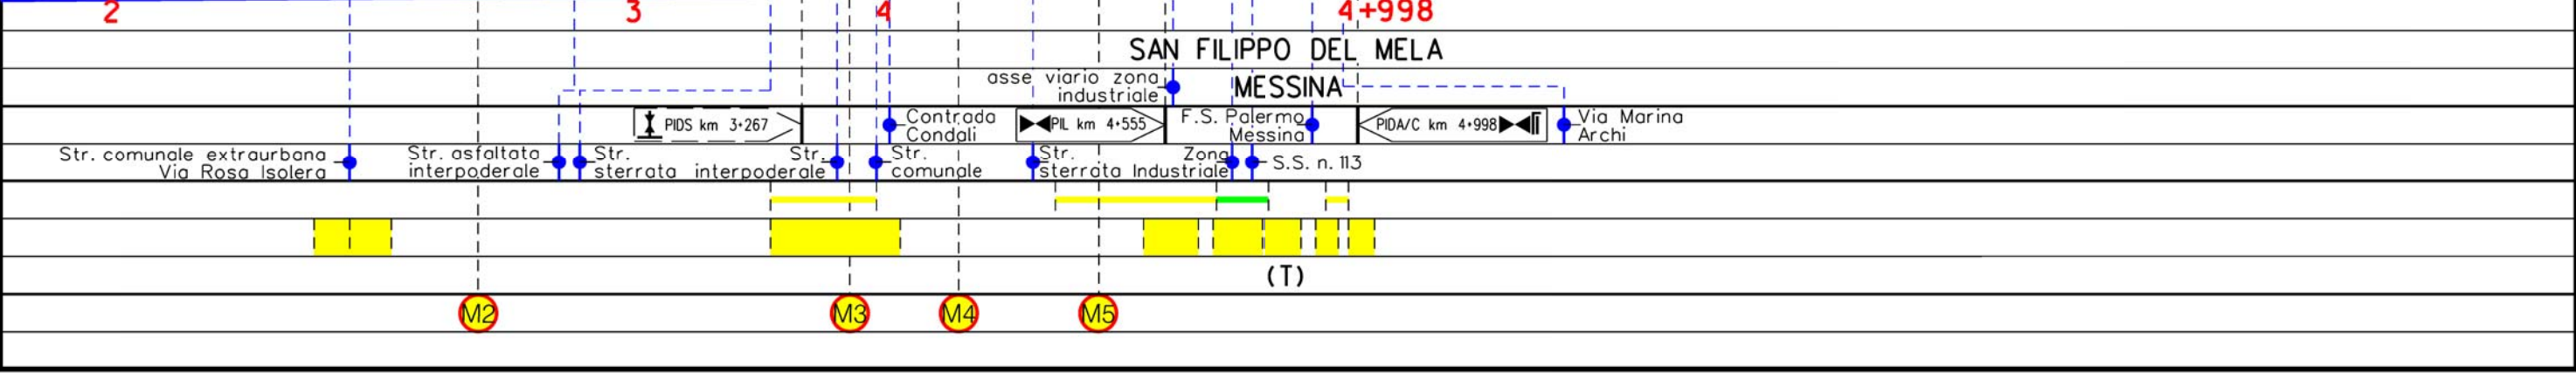 2 3 4 4+998
SAN FILIPPO DEL MELA
asse viario zona
industriale
MESSINA
PIDS km 3+267
Contrada
Condali
PIL km 4+555
F.S. Palermo
Messina
PIDA/C km 4+998
Via Marina
Archi
Str. comunale extraurbana
Via Rosa Isolera
Str. asfaltata
interpoderale
Str.
sterrata
Str.
interpoderale
Str.
comunale
Str.
sterrata
Zona
Industriale
S.S. n. 113
(T)
M2 M3 M4 M5